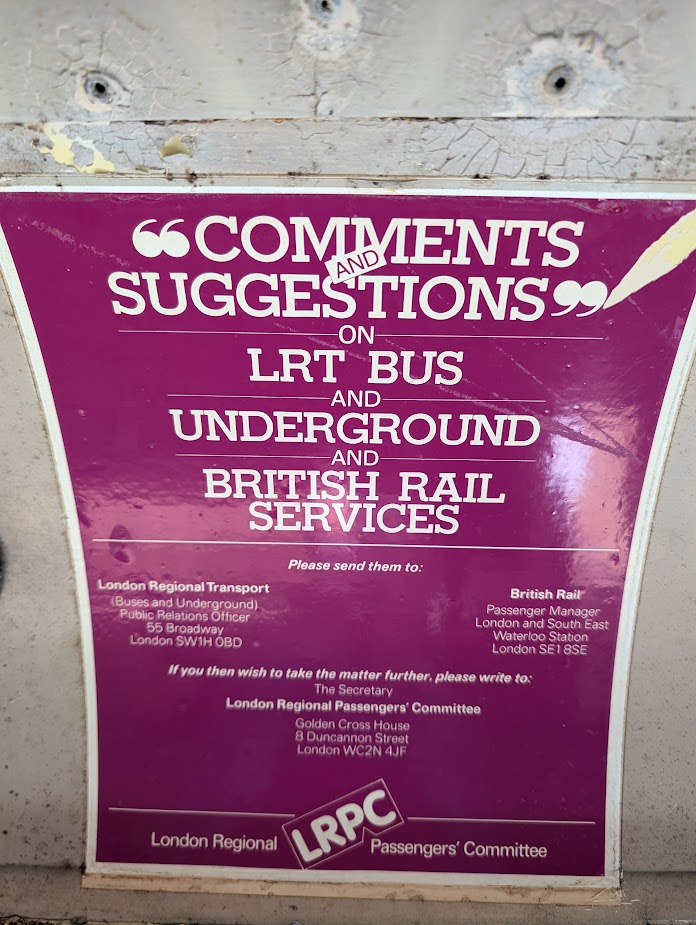 “COMMENTS
AND
SUGGESTIONS”
ON
LRT BUS
AND
UNDERGROUND
AND
BRITISH RAIL
SERVICES
Please send them to:
London Regional Transport
(Buses and Underground)
Public Relations Officer
55 Broadway
London SW1H 0BD
British Rail
Passenger Manager
London and South East
Waterloo Station
London SE1 8SE
If you then wish to take the matter further, please write to:
The Secretary
London Regional Passengers' Committee
Golden Cross House
8 Duncannon Street
London WC2N 4JF
London Regional LRPC Passengers' Committee